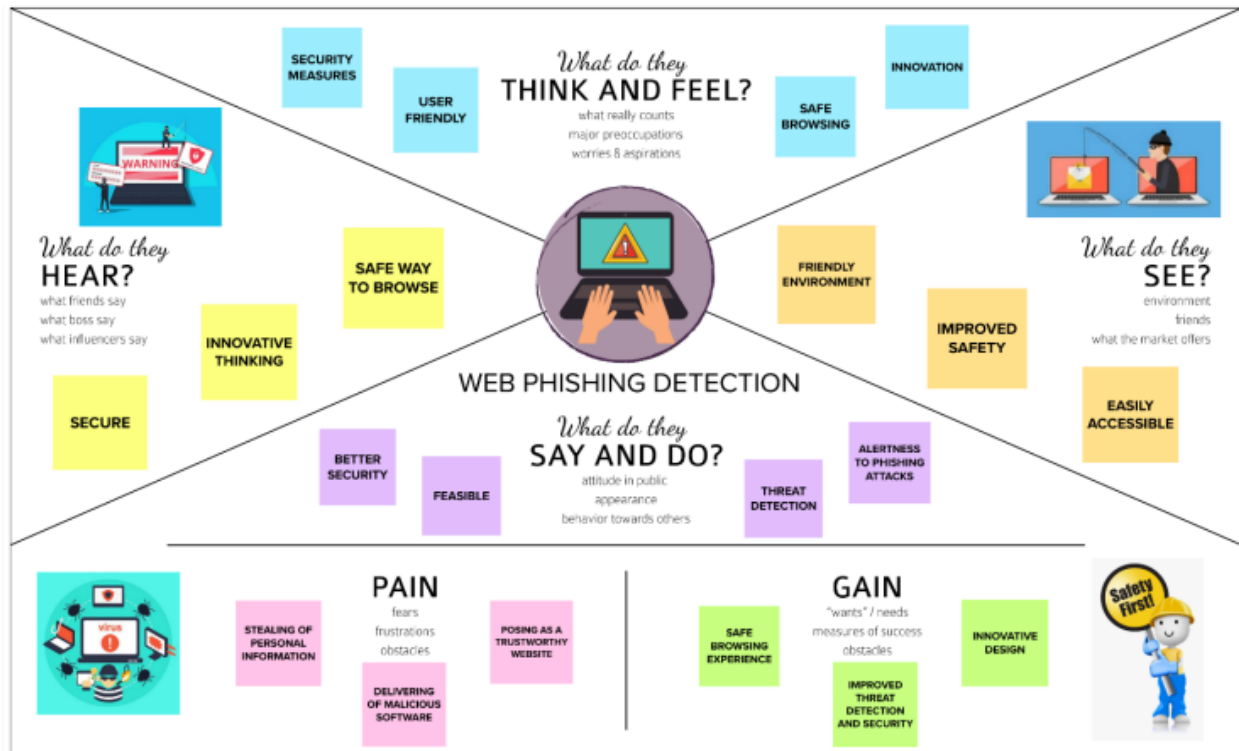 What do they
THINK AND FEEL?
what really counts
major preoccupations
worries & aspirations
SECURITY
MEASURES
USER
FRIENDLY
SAFE
BROWSING
INNOVATION
WARNING
What do they
HEAR?
what friends say
what boss say
what influencers say
SAFE WAY
TO BROWSE
INNOVATIVE
THINKING
SECURE
WEB PHISHING DETECTION
What do they
SEE?
environment
friends
what the market offers
FRIENDLY
ENVIRONMENT
IMPROVED
SAFETY
EASILY
ACCESSIBLE
What do they
SAY AND DO?
attitude in public
appearance
behavior towards others
BETTER
SECURITY
FEASIBLE
THREAT
DETECTION
ALERTNESS
TO PHISHING
ATTACKS
virus
PAIN
fears
frustrations
obstacles
STEALING OF
PERSONAL
INFORMATION
DELIVERING
OF MALICIOUS
SOFTWARE
POSING AS A
TRUSTWORTHY
WEBSITE
GAIN
"wants" / needs
measures of success
obstacles
SAFE
BROWSING
EXPERIENCE
IMPROVED
THREAT
DETECTION
AND SECURITY
INNOVATIVE
DESIGN
Safety
First!